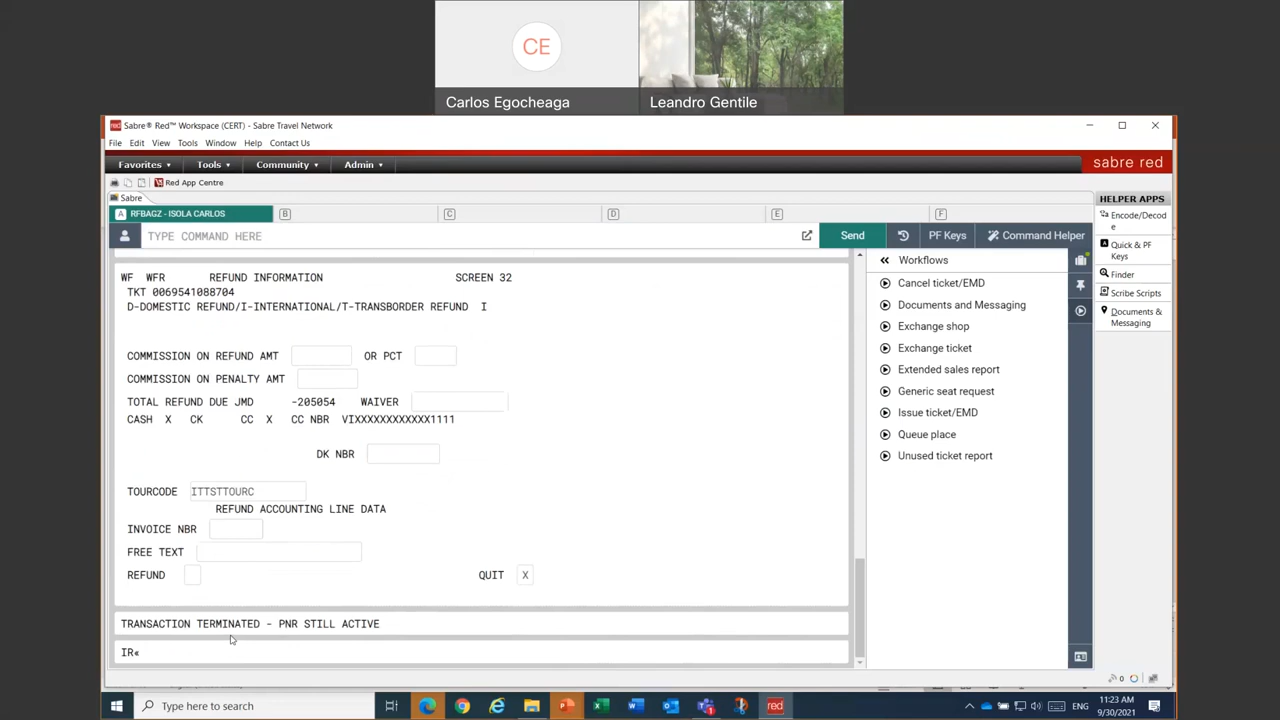 CE
Carlos Egocheaga
Leandro Gentile
red Sabre® Red™ Workspace (CERT) - Sabre Travel Network
File Edit View Tools Window Help Contact Us
Favorites Tools Community Admin
sabre red
Red App Centre
Sabre
HELPER APPS
A RFBAGZ - ISOLA CARLOS B C D E F
TYPE COMMAND HERE
Send PF Keys Command Helper
Encode/Decod
e
Quick & PF
Keys
Finder
Scribe Scripts
Documents &
Messaging
WF WFR REFUND INFORMATION SCREEN 32
TKT 0069541088704
D-DOMESTIC REFUND/I-INTERNATIONAL/T-TRANSBORDER REFUND I
COMMISSION ON REFUND AMT OR PCT
COMMISSION ON PENALTY AMT
TOTAL REFUND DUE JMD -205054 WAIVER
CASH X CK CC X CC NBR VIXXXXXXXXXXXX1111
DK NBR
TOURCODE ITTSTTOURC
REFUND ACCOUNTING LINE DATA
INVOICE NBR
FREE TEXT
REFUND QUIT X
TRANSACTION TERMINATED - PNR STILL ACTIVE
IR«
Workflows
Cancel ticket/EMD
Documents and Messaging
Exchange shop
Exchange ticket
Extended sales report
Generic seat request
Issue ticket/EMD
Queue place
Unused ticket report
0
Type here to search
red
ENG
11:23 AM
9/30/2021